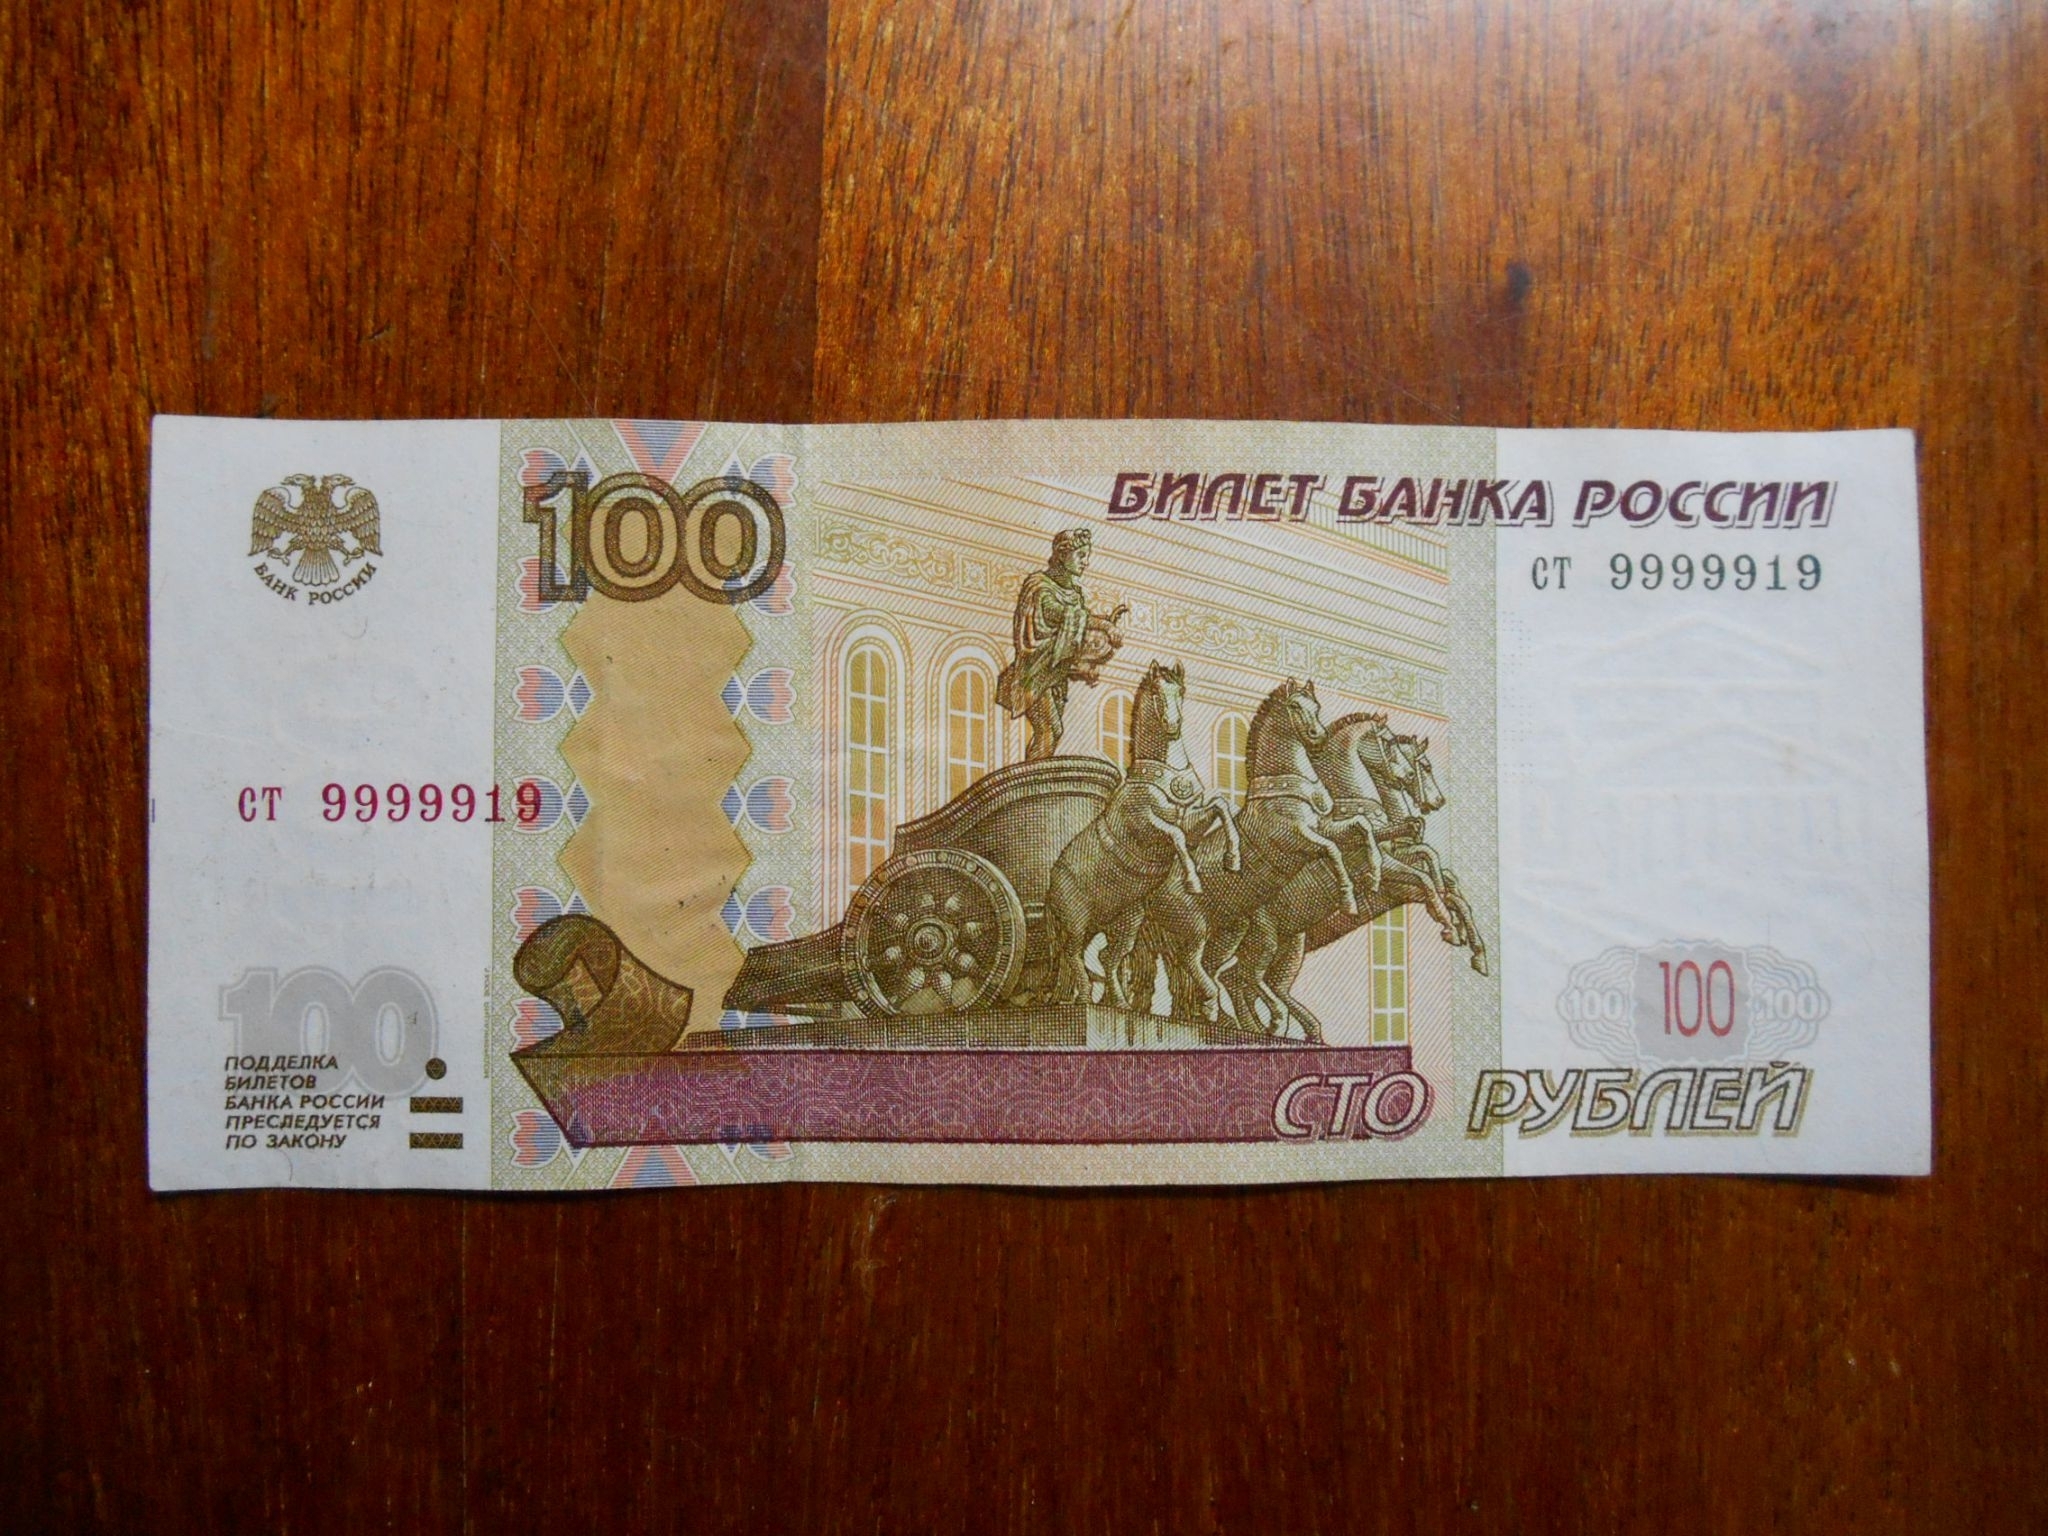 БАНК РОССИИ
100
БИЛЕТ БАНКА РОССИИ
ст 9999919
ст 9999919
100
ПОДДЕЛКА
БИЛЕТОВ
БАНКА РОССИИ
ПРЕСЛЕДУЕТСЯ
ПО ЗАКОНУ
100 100 100
СТО РУБЛЕЙ